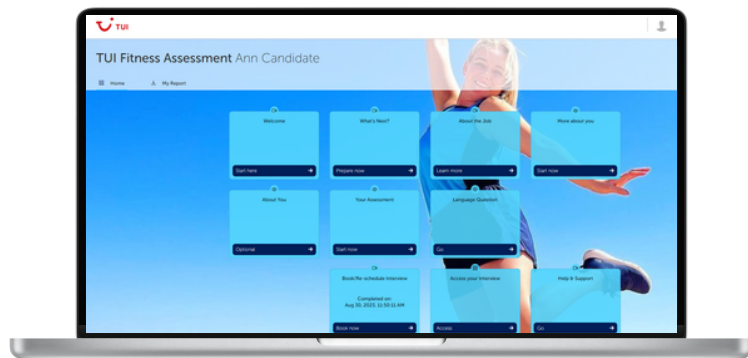 TUI
TUI Fitness Assessment Ann Candidate
Home My Report
Welcome
Start here
What's Next?
Prepare now
About the Job
Learn more
More about you
Start now
About You
Optional
Your Assessment
Start now
Language Question
Go
Book/Re-schedule interview
Completed on:
Aug 30, 2023, 11:50:11 AM
Book now
Access your Interview
Access
Help & Support
Go